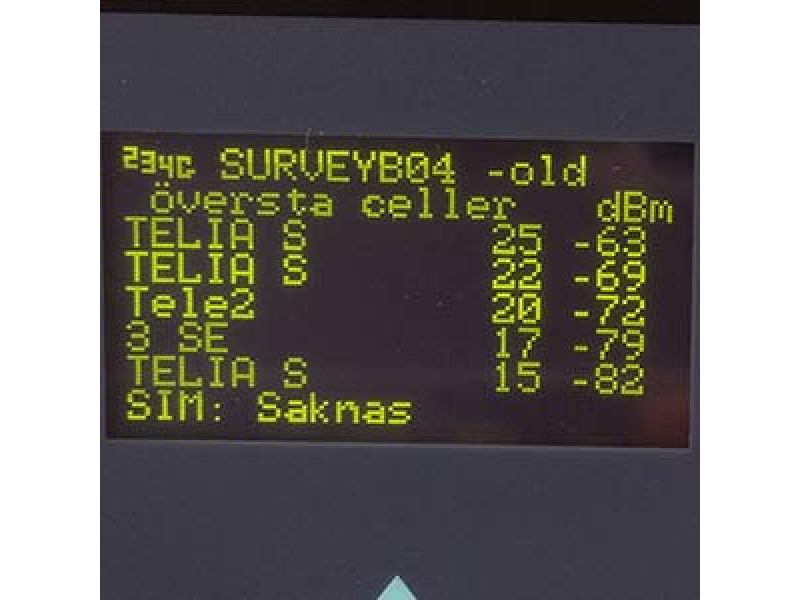 234G SURVEYB04 -old
översta celler dBm
TELIA S 25 -63
TELIA S 22 -69
Tele2 20 -72
3 SE 17 -79
TELIA S 15 -82
SIM: Saknas